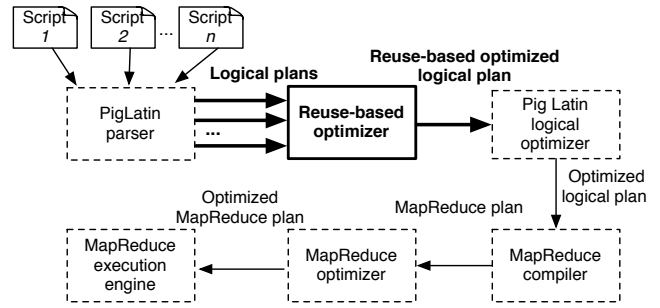 Script
1
Script
2
...
Script
n
Logical plans
Reuse-based optimized
logical plan
PigLatin
parser
...
Reuse-based
optimizer
Pig Latin
logical
optimizer
Optimized
logical plan
Optimized
MapReduce plan
MapReduce plan
MapReduce
execution
engine
MapReduce
optimizer
MapReduce
compiler